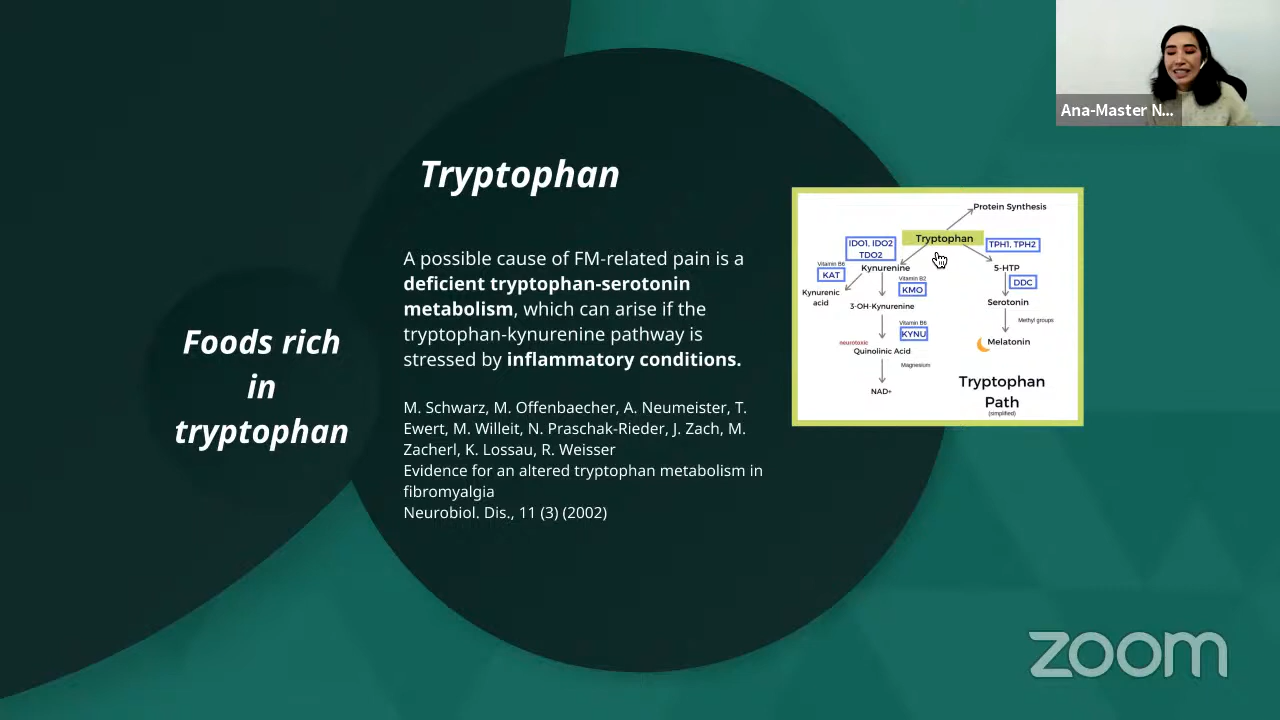 Ana-Master N...
Tryptophan
A possible cause of FM-related pain is a
deficient tryptophan-serotonin
metabolism, which can arise if the
tryptophan-kynurenine pathway is
stressed by inflammatory conditions.
M. Schwarz, M. Offenbaecher, A. Neumeister, T.
Ewert, M. Willeit, N. Praschak-Rieder, J. Zach, M.
Zacherl, K. Lossau, R. Weisser
Evidence for an altered tryptophan metabolism in
fibromyalgia
Neurobiol. Dis., 11 (3) (2002)
Foods rich
in
tryptophan
Protein Synthesis
Tryptophan
IDO1, IDO2
TDO2
TPH1, TPH2
Vitamin B6
KAT
Kynurenine
5-HTP
Vitamin B2
KMO
DDC
Kynurenic
acid
3-OH-Kynurenine
Serotonin
Vitamin B6
KYNU
Methyl groups
neurotoxic
Quinolinic Acid
Melatonin
Magnesium
NAD+
Tryptophan
Path
(simplified)
zoom